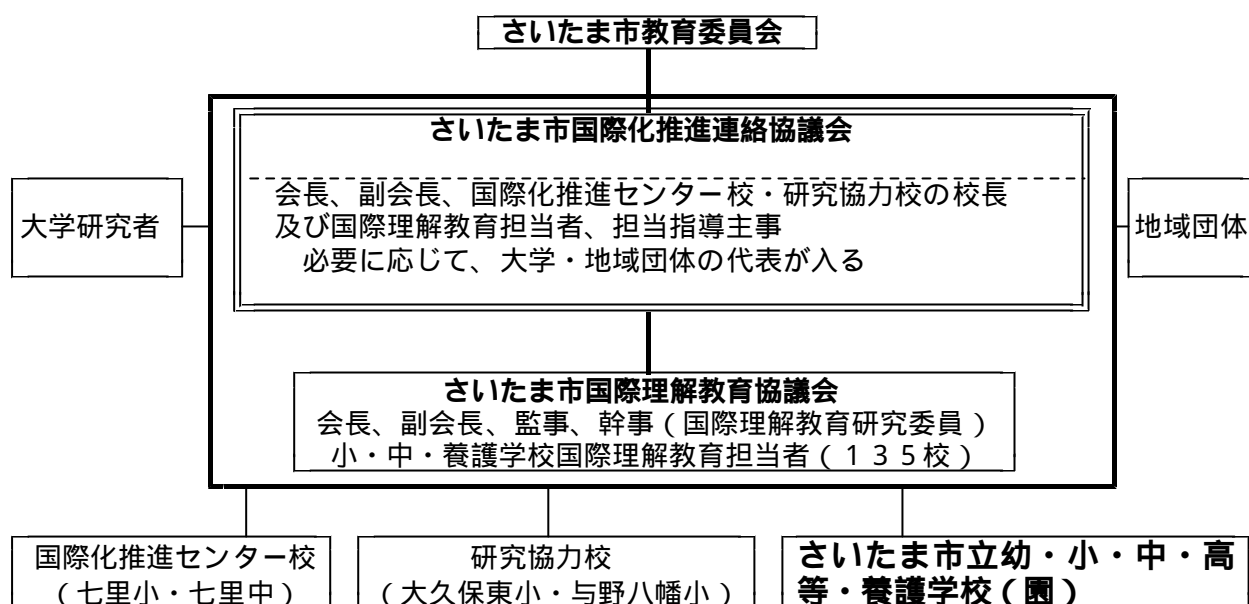 さいたま市教育委員会
さいたま市国際化推進連絡協議会
会長、副会長、国際化推進センター校・研究協力校の校長
及び国際理解教育担当者、担当指導主事
必要に応じて、大学・地域団体の代表が入る
大学研究者
地域団体
さいたま市国際理解教育協議会
会長、副会長、監事、幹事（国際理解教育研究委員）
小・中・養護学校国際理解教育担当者（１３５校）
国際化推進センター校
（七里小・七里中）
研究協力校
（大久保東小・与野八幡小）
さいたま市立幼・小・中・高
等・養護学校（園）